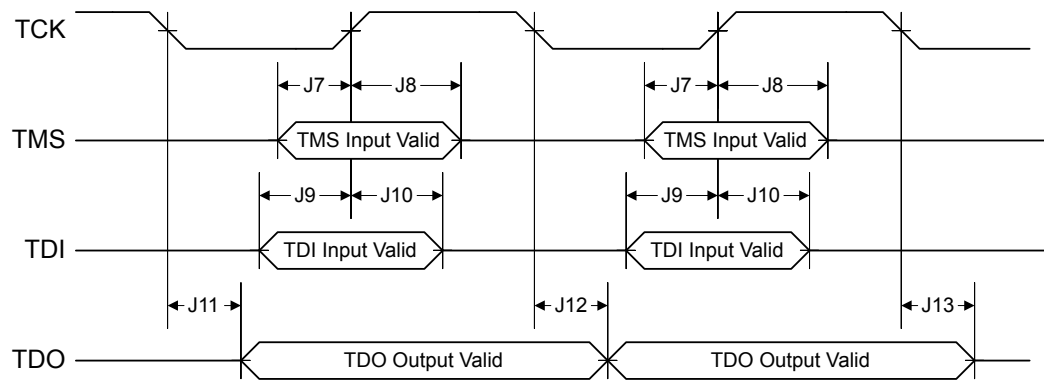 TCK
J7 J8 J7 J8
TMS TMS Input Valid TMS Input Valid
J9 J10 J9 J10
TDI TDI Input Valid TDI Input Valid
J11 J12 J13
TDO TDO Output Valid TDO Output Valid